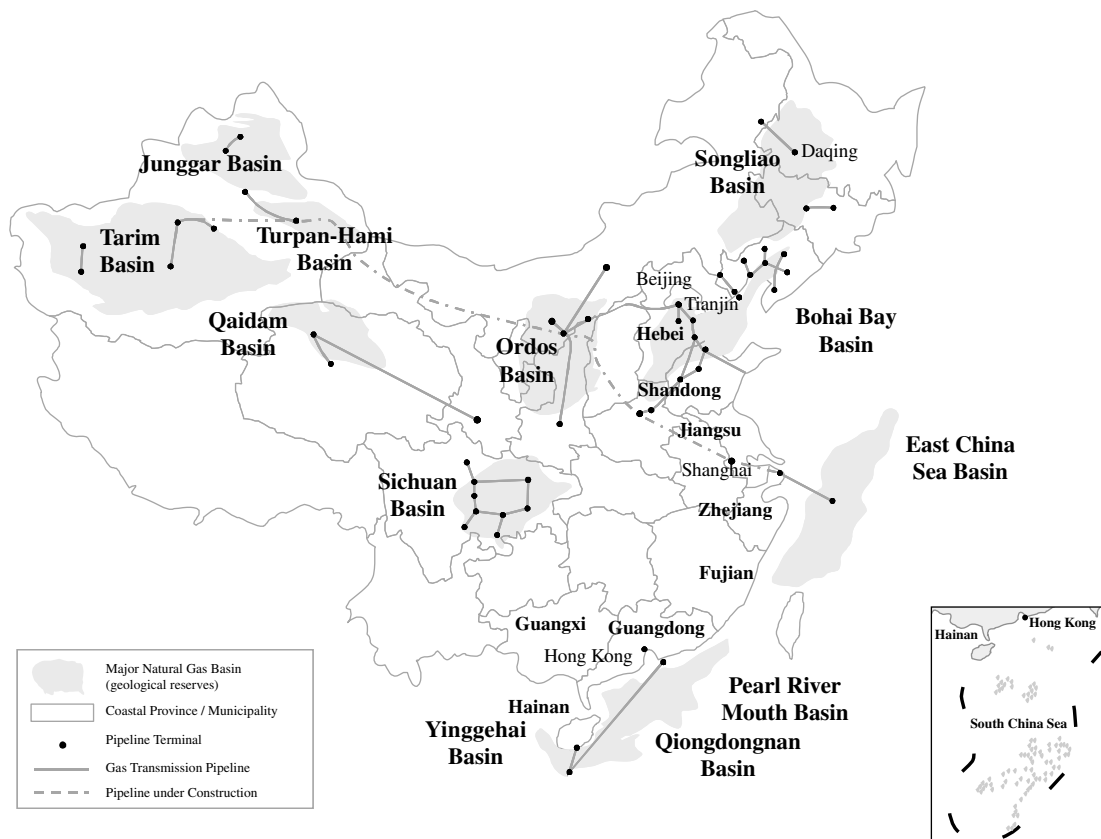 Junggar Basin
Songliao
Basin
Daqing
Tarim
Basin
Turpan-Hami
Basin
Beijing
Tianjin
Qaidam
Basin
Ordos
Basin
Hebei
Bohai Bay
Basin
Shandong
Jiangsu
East China
Sea Basin
Shanghai
Sichuan
Basin
Zhejiang
Fujian
Guangxi
Guangdong
Hong Kong
Pearl River
Mouth Basin
Hainan
Yinggehai
Basin
Qiongdongnan
Basin
Major Natural Gas Basin
(geological reserves)
Coastal Province / Municipality
Pipeline Terminal
Gas Transmission Pipeline
Pipeline under Construction
Hong Kong
Hainan
South China Sea